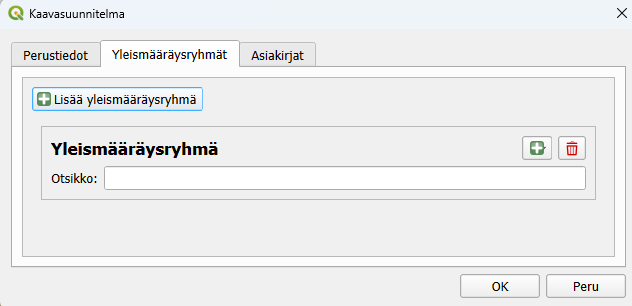 Kaavasuunnitelma
Perustiedot Yleismääräysryhmät Asiakirjat
Lisää yleismääräysryhmä
Yleismääräysryhmä
Otsikko:
OK Peru